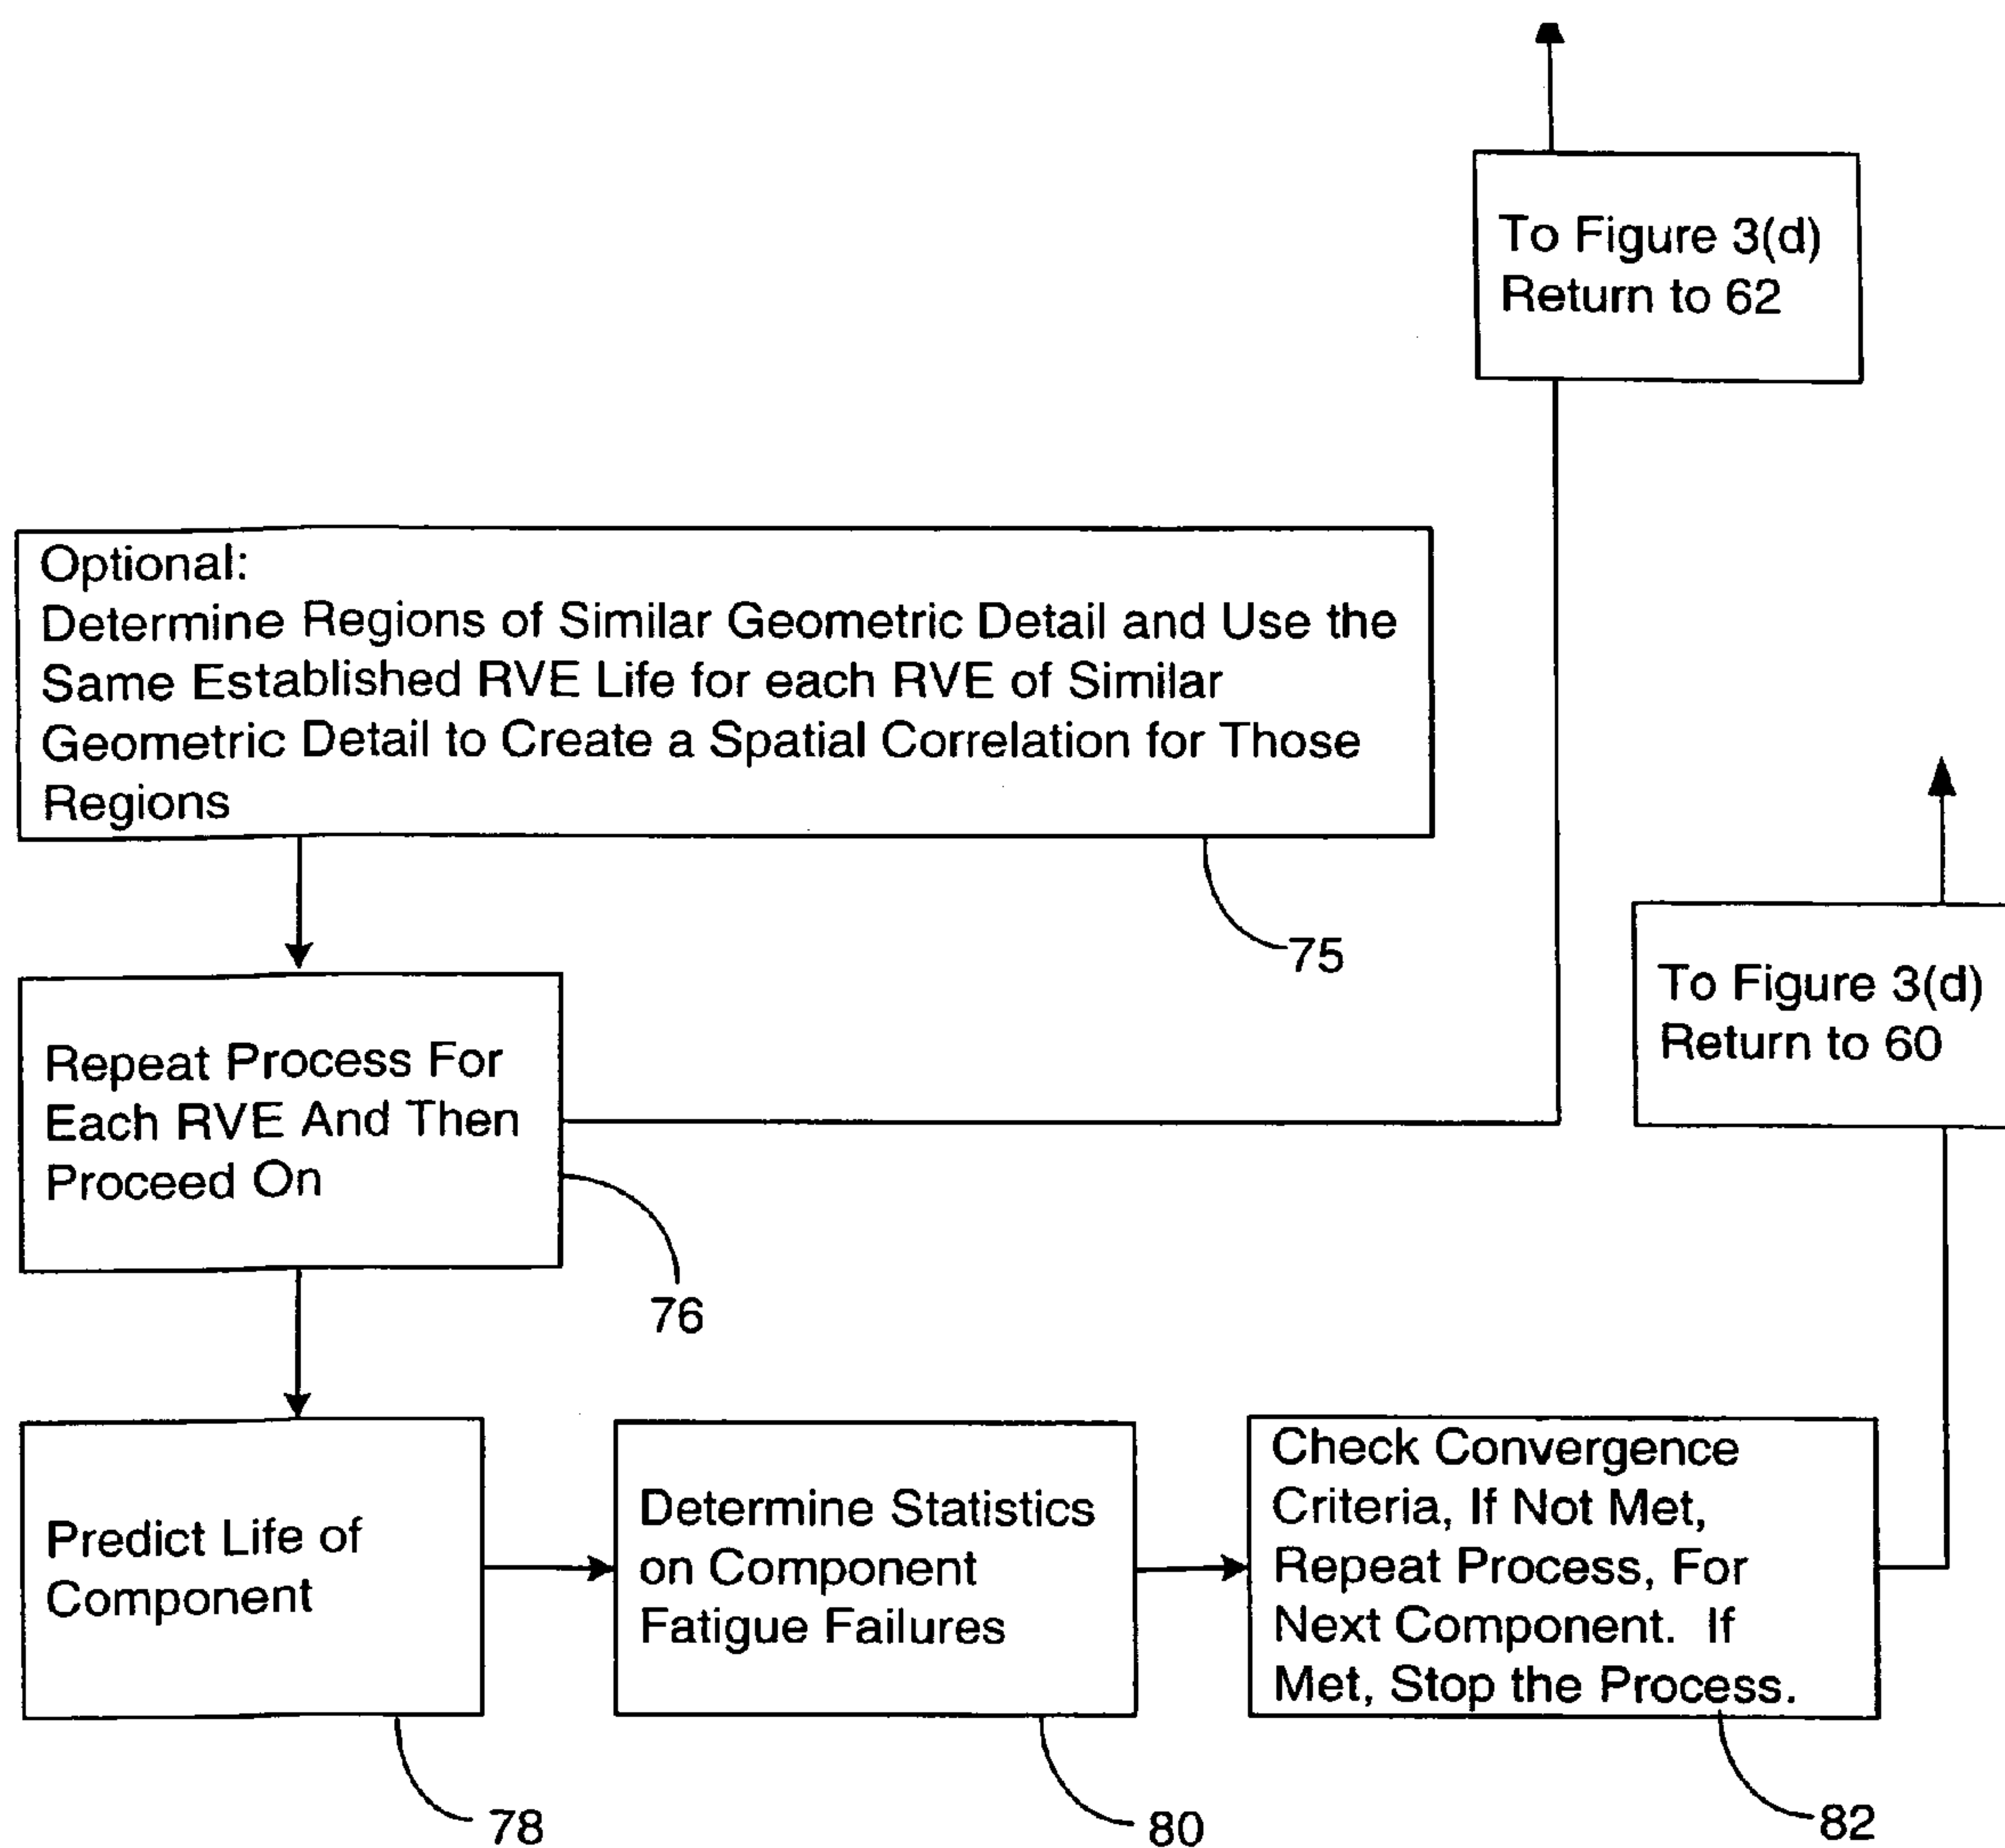 To Figure 3(d)
Return to 62
Optional:
Determine Regions of Similar Geometric Detail and Use the
Same Established RVE Life for each RVE of Similar
Geometric Detail to Create a Spatial Correlation for Those
Regions
75
To Figure 3(d)
Return to 60
Repeat Process For
Each RVE And Then
Proceed On
76
Predict Life of
Component
78
Determine Statistics
on Component
Fatigue Failures
80
Check Convergence
Criteria, If Not Met,
Repeat Process, For
Next Component. If
Met, Stop the Process.
82